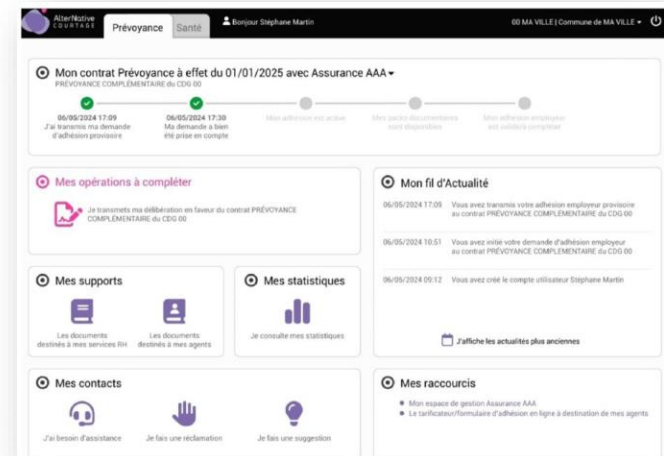 AlterNative
COURTAGE
Prévoyance
Santé
Bonjour Stéphane Martin
00 MA VILLE | Commune de MA VILLE
Mon contrat Prévoyance à effet du 01/01/2025 avec Assurance AAA
PRÉVOYANCE COMPLÉMENTAIRE du CDG 00
06/05/2024 17:09
J'ai transmis ma demande
d'adhésion provisoire
06/05/2024 17:30
Ma demande a bien
été prise en compte
Mon adhésion est active
Mes packs documentaires
sont disponibles
Mon adhésion employeur
est validée/complète
Mes opérations à compléter
Je transmets ma délibération en faveur du contrat PRÉVOYANCE
COMPLÉMENTAIRE du CDG 00
Mon fil d'Actualité
06/05/2024 17:09 Vous avez transmis votre adhésion employeur provisoire
au contrat PRÉVOYANCE COMPLÉMENTAIRE du CDG 00
06/05/2024 10:51 Vous avez initié votre demande d'adhésion employeur
au contrat PRÉVOYANCE COMPLÉMENTAIRE du CDG 00
06/05/2024 09:12 Vous avez créé le compte utilisateur Stéphane Martin
J'affiche les actualités plus anciennes
Mes supports
Les documents
destinés à mes services RH
Les documents
destinés à mes agents
Mes statistiques
Je consulte mes statistiques
Mes contacts
J'ai besoin d'assistance
Je fais une réclamation
Je fais une suggestion
Mes raccourcis
Mon espace de gestion Assurance AAA
Le tarificateur/formulaire d'adhésion en ligne à destination de mes agents